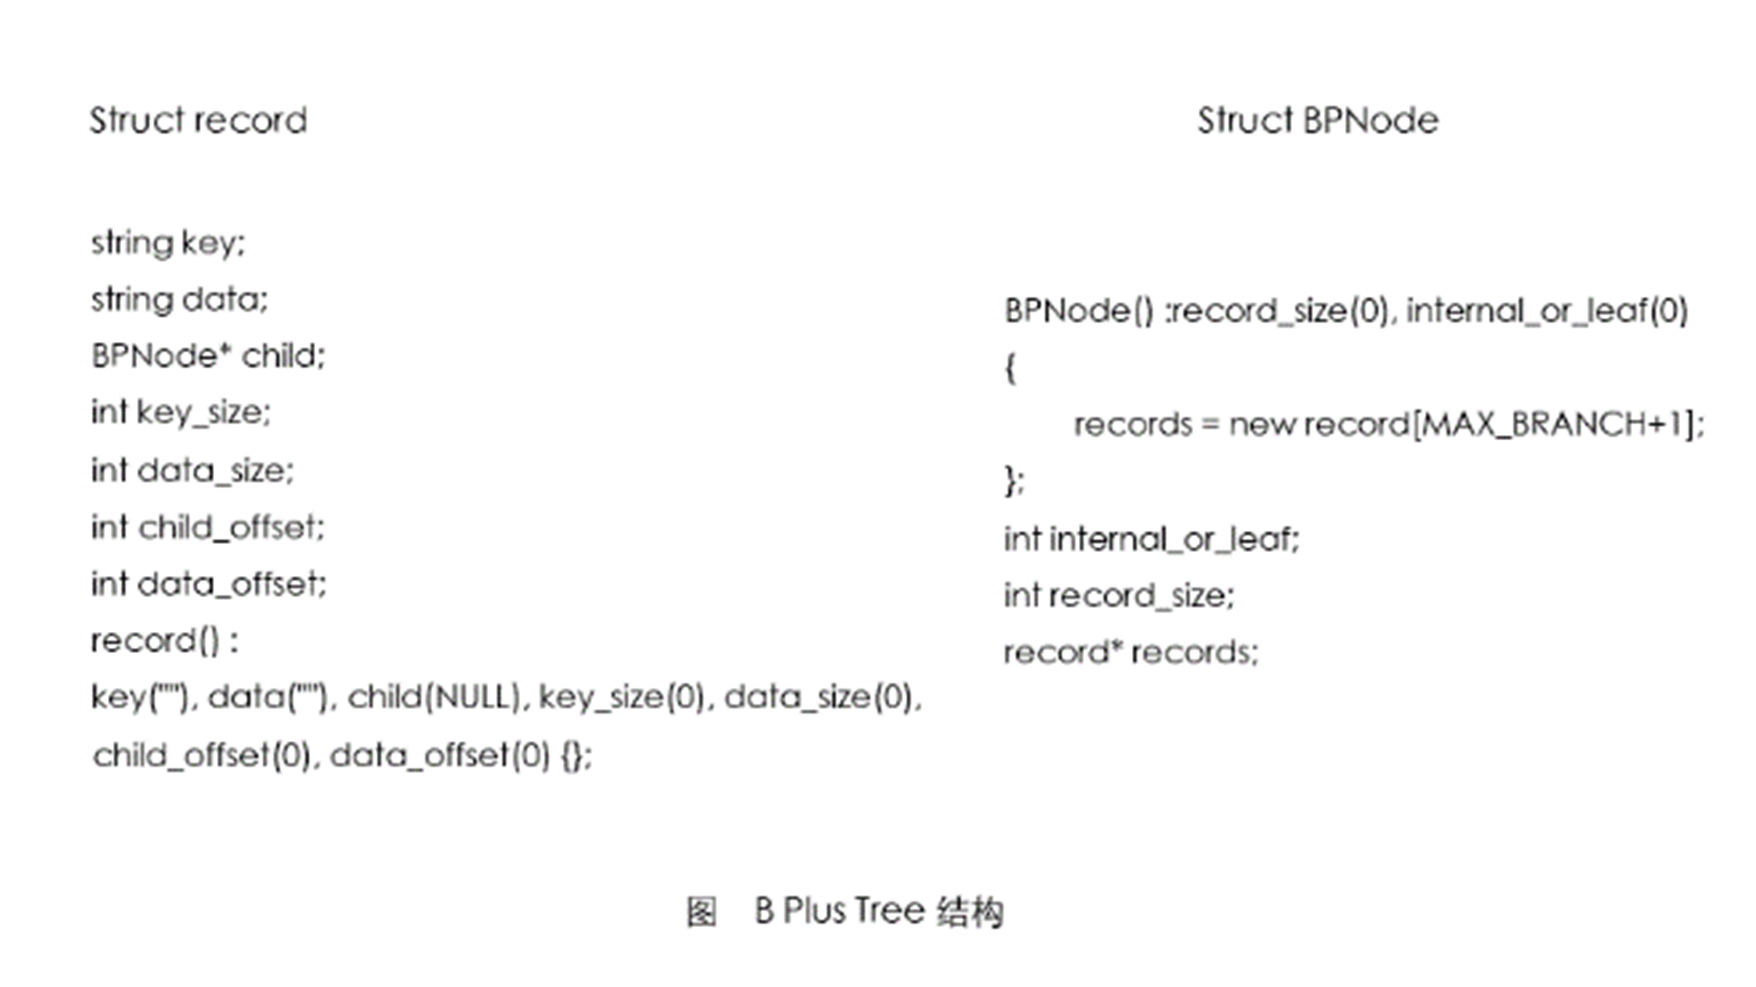 Struct record
string key;
string data;
BPNode* child;
int key_size;
int data_size;
int child_offset;
int data_offset;
record() :
key(""), data(""), child(NULL), key_size(0), data_size(0),
child_offset(0), data_offset(0) {};
Struct BPNode
BPNode() :record_size(0), internal_or_leaf(0)
{
records = new record[MAX_BRANCH+1];
};
int internal_or_leaf;
int record_size;
record* records;
图 B Plus Tree 结构